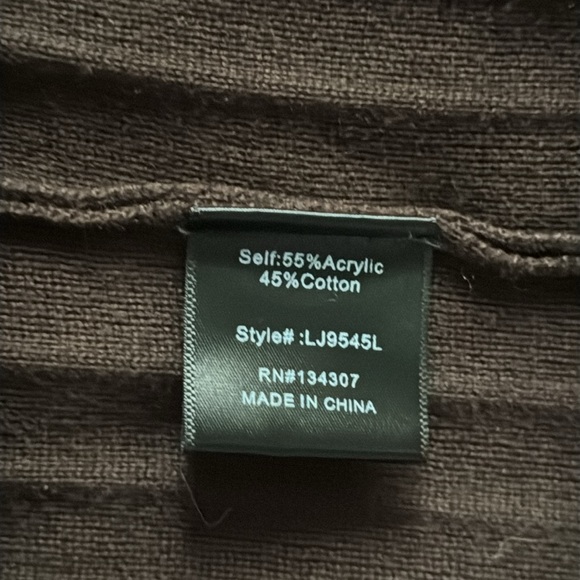 Self:55%Acrylic
45%Cotton
Style# :LJ9545L
RN#134307
MADE IN CHINA